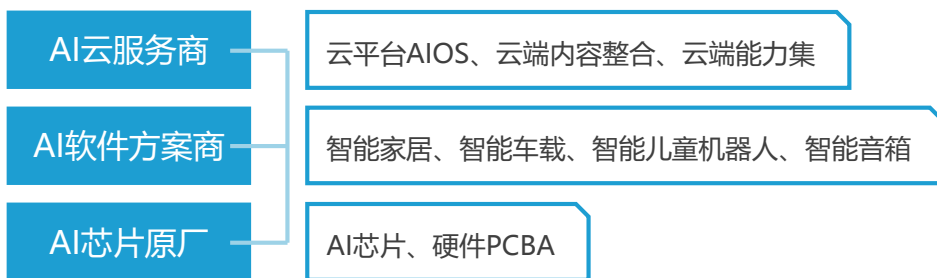 AI云服务商
云平台AIOS、云端内容整合、云端能力集
AI软件方案商
智能家居、智能车载、智能儿童机器人、智能音箱
AI芯片原厂
AI芯片、硬件PCBA